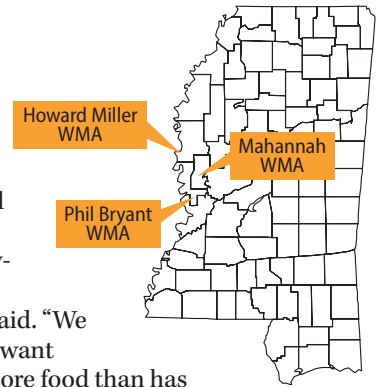 Howard Miller
WMA
Mahannah
WMA
Phil Bryant
WMA
aid. “We
want
ore food than has